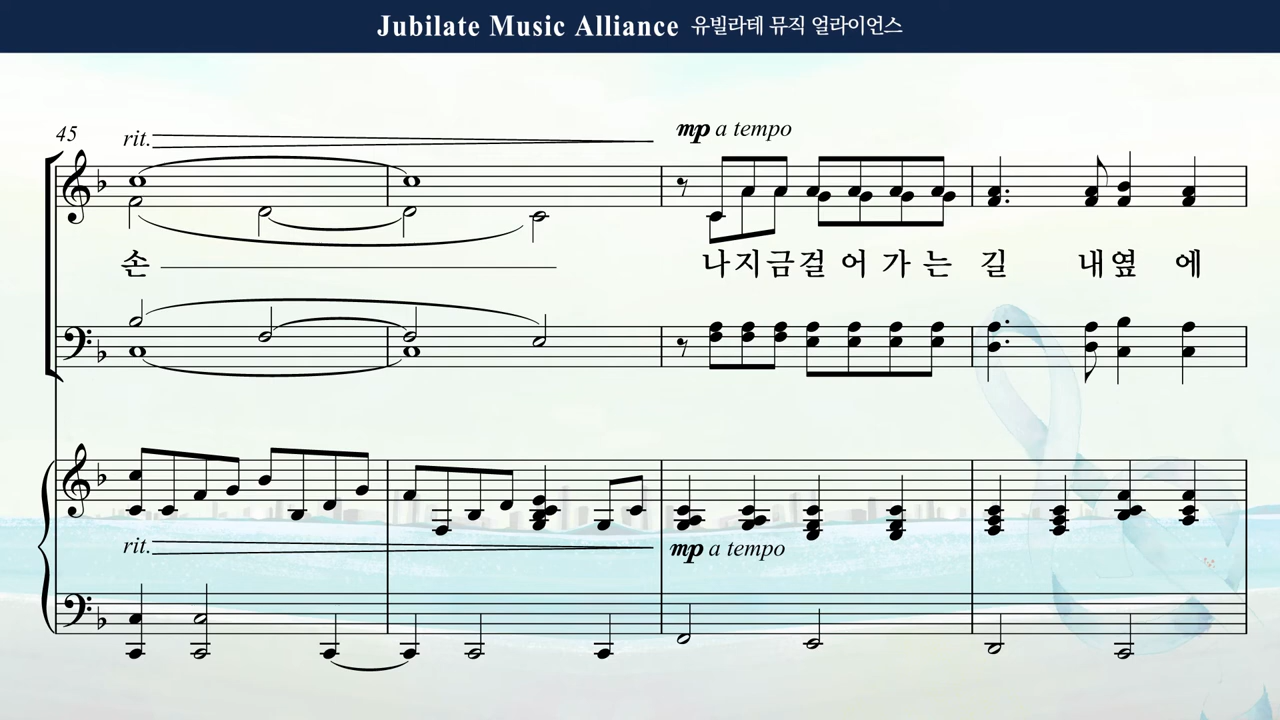 Jubilate Music Alliance 유빌라테 뮤직 얼라이언스
45
rit.
mp a tempo
손 나지금걸 어 가 는 길 내옆 에
rit.
mp a tempo